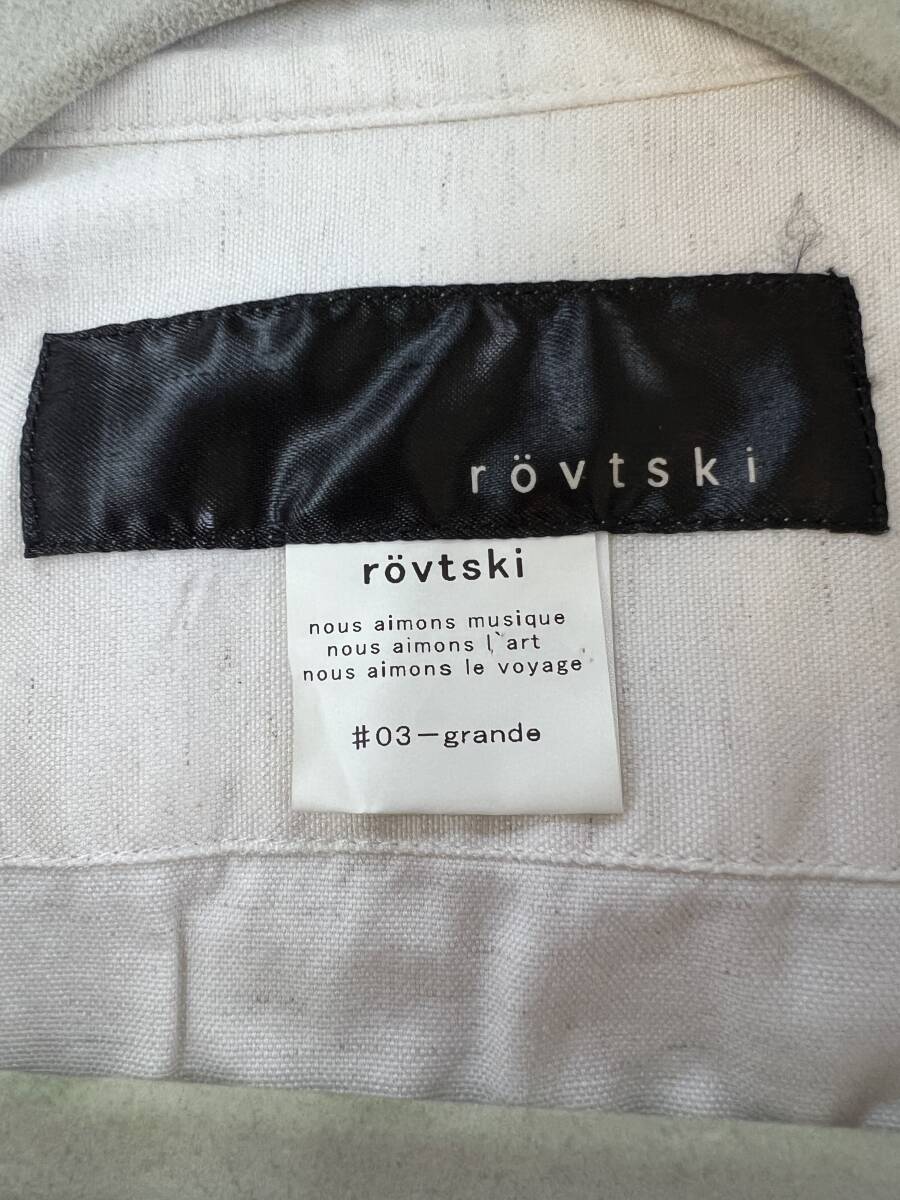 rövtski
rövtski
nous aimons musique
nous aimons l`art
nous aimons le voyage
#03-grande